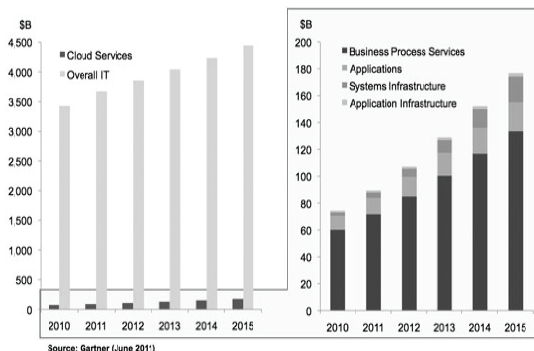 $B
4.500
4.000
3.500
3.000
2.500
2.000
1.500
1.000
500
0
Cloud Services
Overall IT
2010 2011 2012 2013 2014 2015
$B
200
180
160
140
120
100
80
60
40
20
0
Business Process Services
Applications
Systems Infrastructure
Application Infrastructure
2010 2011 2012 2013 2014 2015
Source: Gartner (June 2011)